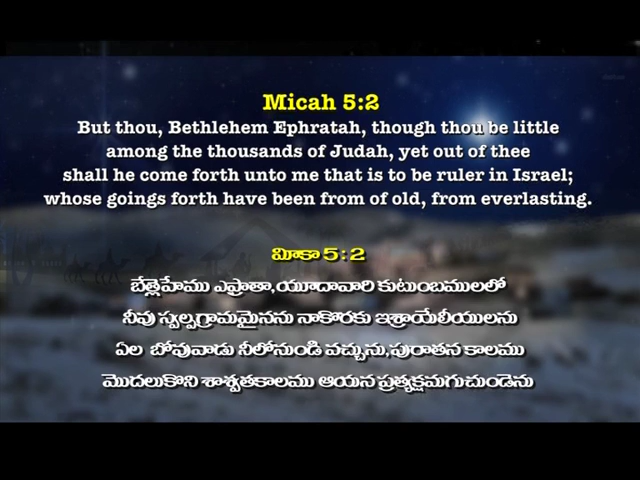 Micah 5:2
But thou, Bethlehem Ephratah, though thou be little
among the thousands of Judah, yet out of thee
shall he come forth unto me that is to be ruler in Israel;
whose goings forth have been from of old, from everlasting.
మీకా 5:2
బేత్లెహేము ఎఫ్రాతా,యూదావారి కుటుంబములలో
నీవు స్వల్పగ్రామమైనను నాకొరకు ఇశ్రాయేలీయులను
ఏల బోవువాడు నీలోనుండి వచ్చును,పురాతన కాలము
మొదలుకొని శాశ్వతకాలము ఆయన ప్రత్యక్షమగుచుండెను